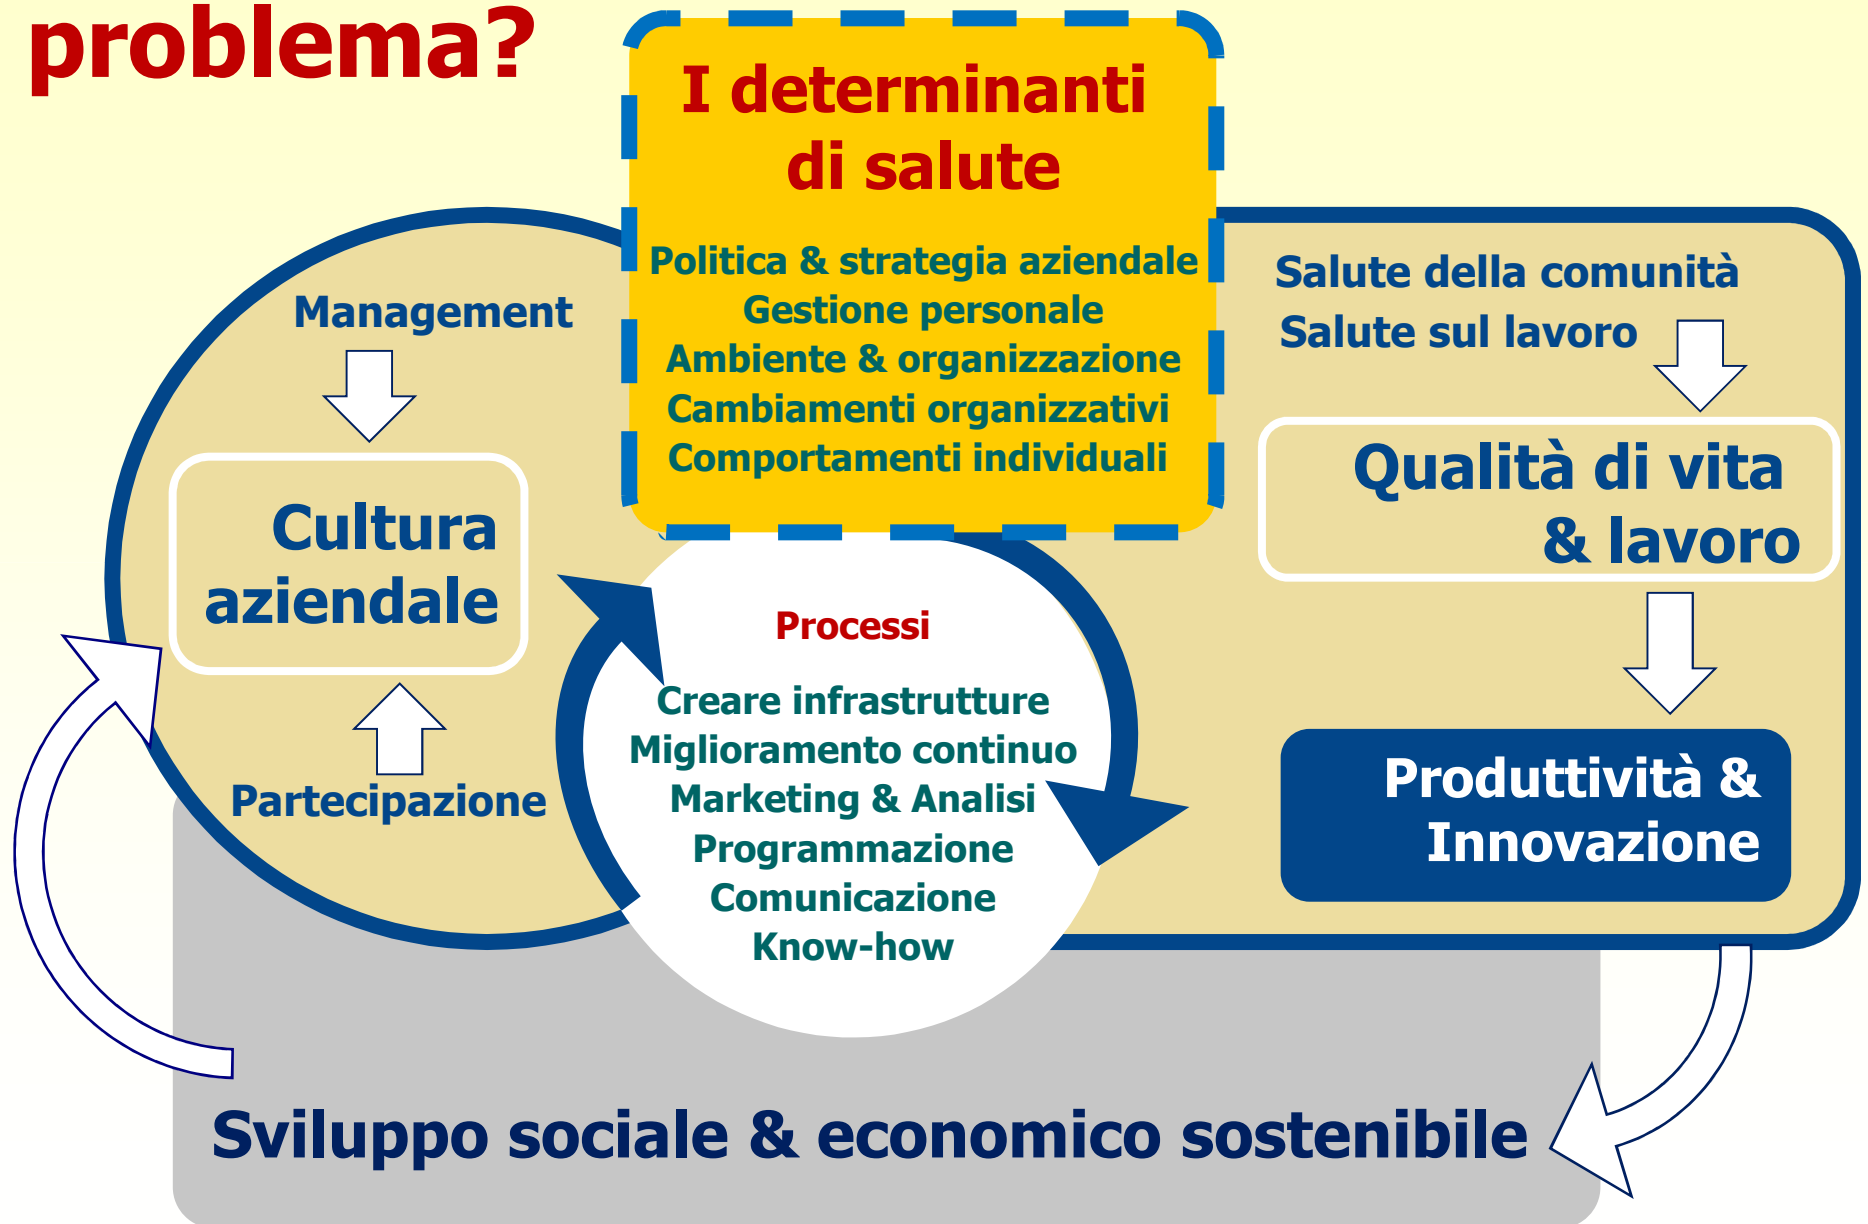 problema?
I determinanti
di salute
Politica & strategia aziendale
Gestione personale
Ambiente & organizzazione
Cambiamenti organizzativi
Comportamenti individuali
Management
Cultura
aziendale
Partecipazione
Processi
Creare infrastrutture
Miglioramento continuo
Marketing & Analisi
Programmazione
Comunicazione
Know-how
Salute della comunità
Salute sul lavoro
Qualità di vita
& lavoro
Produttività &
Innovazione
Sviluppo sociale & economico sostenibile